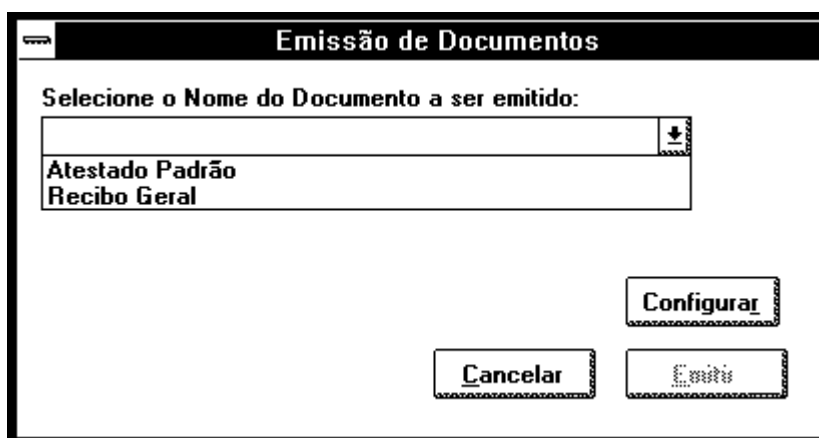 Emissão de Documentos
Selecione o Nome do Documento a ser emitido:
Atestado Padrão
Recibo Geral
Configurar
Cancelar
Emitir